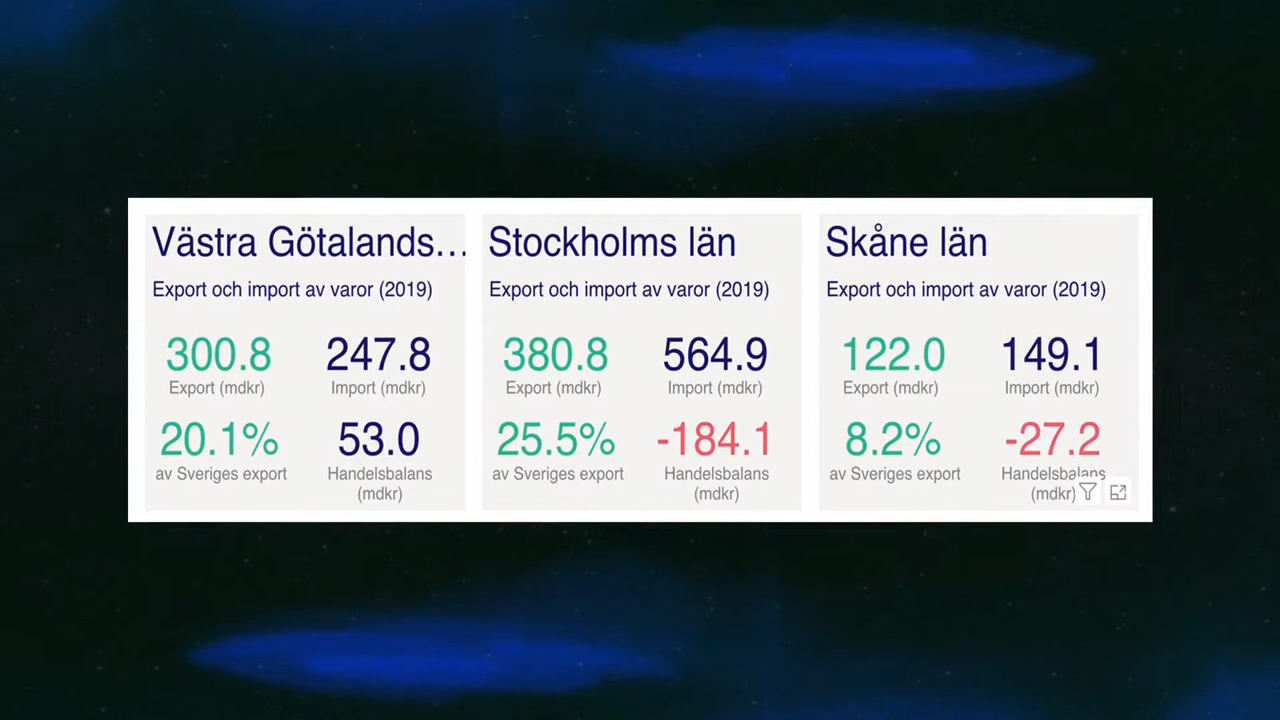 Västra Götalands...
Export och import av varor (2019)
300.8
Export (mdkr)
247.8
Import (mdkr)
20.1%
av Sveriges export
53.0
Handelsbalans
(mdkr)
Stockholms län
Export och import av varor (2019)
380.8
Export (mdkr)
564.9
Import (mdkr)
25.5%
av Sveriges export
-184.1
Handelsbalans
(mdkr)
Skåne län
Export och import av varor (2019)
122.0
Export (mdkr)
149.1
Import (mdkr)
8.2%
av Sveriges export
-27.2
Handelsbalans
(mdkr)